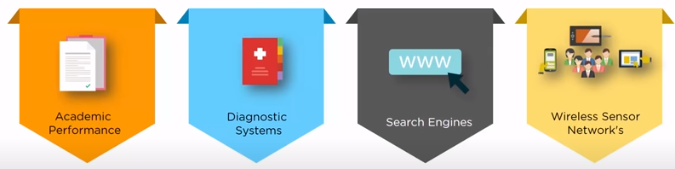 www
Academic
Performance
Diagnostic
Systems
Search Engines
Wireless Sensor
Network's